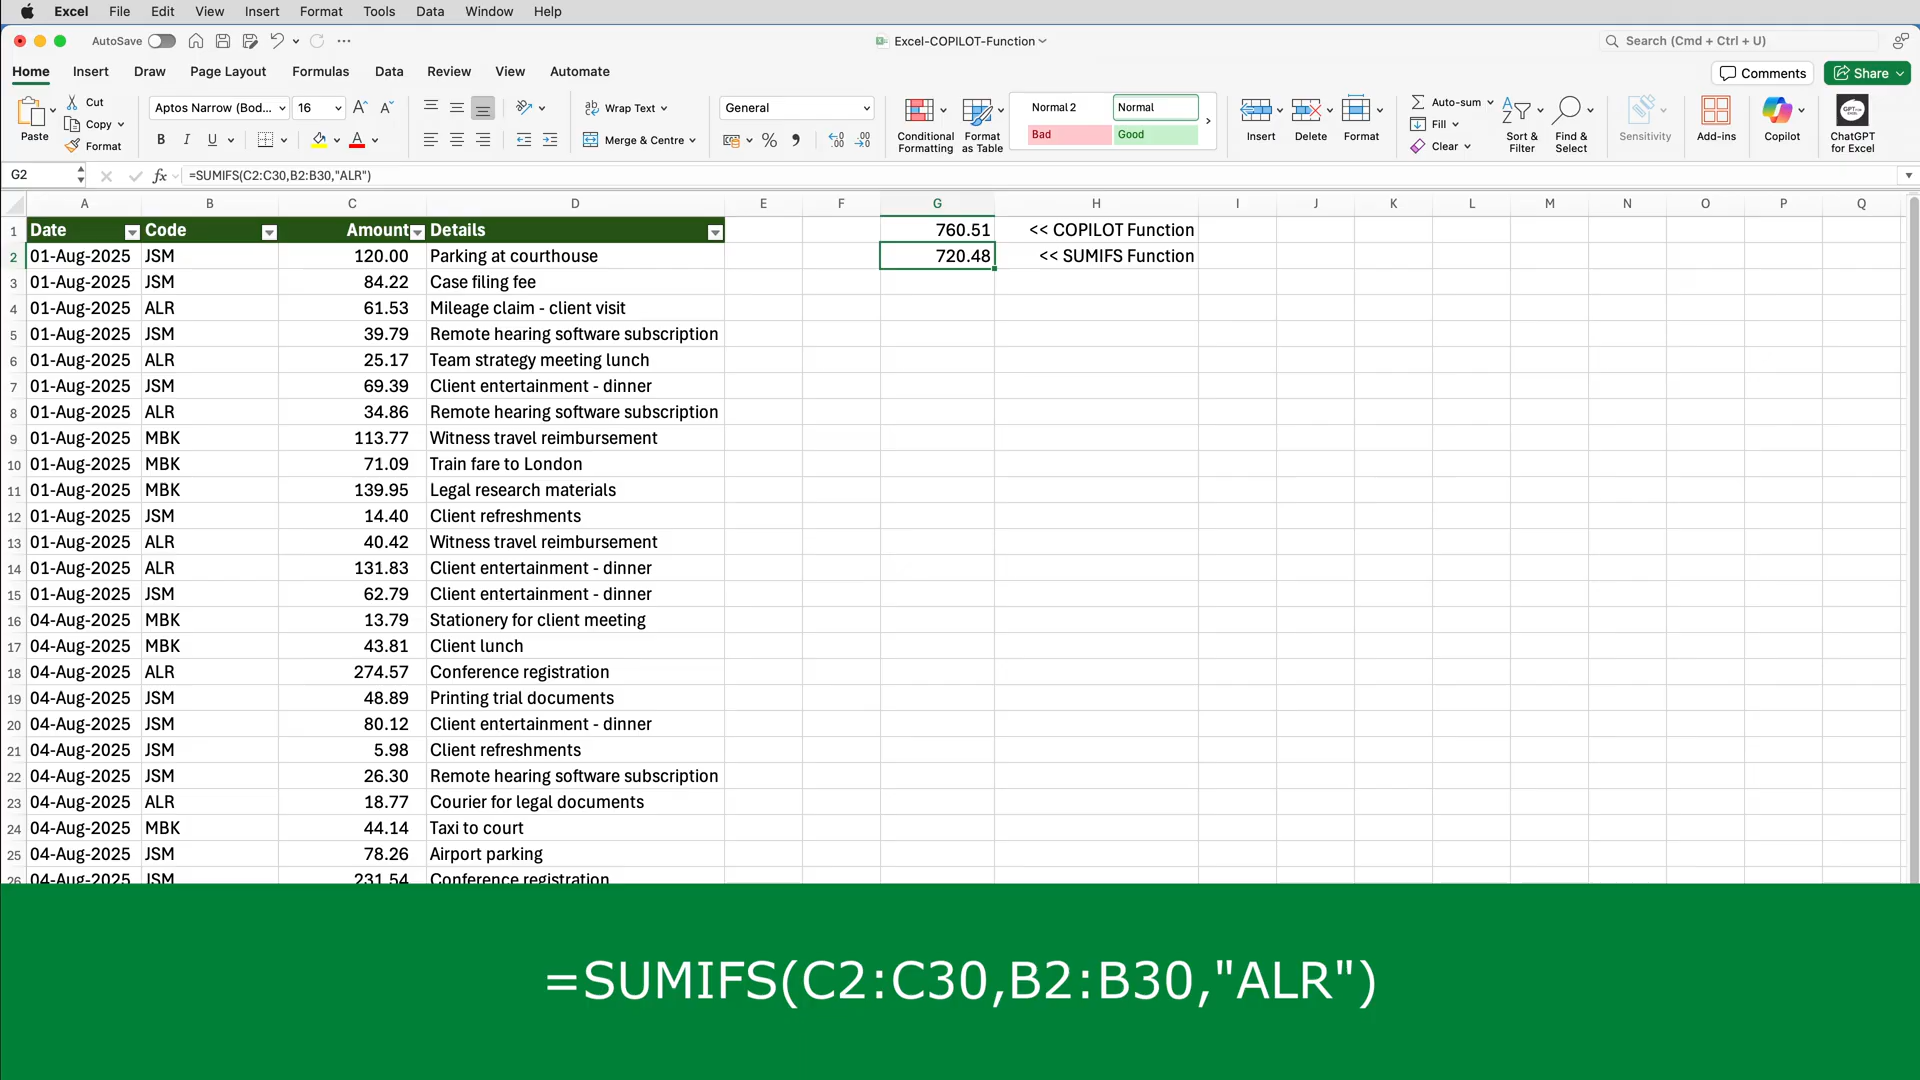 Excel File Edit View Insert Format Tools Data Window Help
AutoSave Excel-COPILOT-Function Search (Cmd + Ctrl + U)
Home Insert Draw Page Layout Formulas Data Review View Automate Comments Share
Paste Cut Copy Format
Aptos Narrow (Bod... 16
B I U A
Wrap Text
Merge & Centre
General
Conditional Formatting
Format as Table
Normal 2 Normal
Bad Good
Insert Delete Format
Auto-sum
Fill
Clear
Sort & Filter
Find & Select
Sensitivity
Add-ins
Copilot
ChatGPT for Excel
G2 fx =SUMIFS(C2:C30,B2:B30,"ALR")
A B C D E F G H I J K L M N O P Q
1 Date Code Amount Details 760.51 << COPILOT Function
2 01-Aug-2025 JSM 120.00 Parking at courthouse 720.48 << SUMIFS Function
3 01-Aug-2025 JSM 84.22 Case filing fee
4 01-Aug-2025 ALR 61.53 Mileage claim - client visit
5 01-Aug-2025 JSM 39.79 Remote hearing software subscription
6 01-Aug-2025 ALR 25.17 Team strategy meeting lunch
7 01-Aug-2025 JSM 69.39 Client entertainment - dinner
8 01-Aug-2025 ALR 34.86 Remote hearing software subscription
9 01-Aug-2025 MBK 113.77 Witness travel reimbursement
10 01-Aug-2025 MBK 71.09 Train fare to London
11 01-Aug-2025 MBK 139.95 Legal research materials
12 01-Aug-2025 JSM 14.40 Client refreshments
13 01-Aug-2025 ALR 40.42 Witness travel reimbursement
14 01-Aug-2025 ALR 131.83 Client entertainment - dinner
15 01-Aug-2025 JSM 62.79 Client entertainment - dinner
16 04-Aug-2025 MBK 13.79 Stationery for client meeting
17 04-Aug-2025 MBK 43.81 Client lunch
18 04-Aug-2025 ALR 274.57 Conference registration
19 04-Aug-2025 JSM 48.89 Printing trial documents
20 04-Aug-2025 JSM 80.12 Client entertainment - dinner
21 04-Aug-2025 JSM 5.98 Client refreshments
22 04-Aug-2025 JSM 26.30 Remote hearing software subscription
23 04-Aug-2025 ALR 18.77 Courier for legal documents
24 04-Aug-2025 MBK 44.14 Taxi to court
25 04-Aug-2025 JSM 78.26 Airport parking
26 04-Aug-2025 JSM 231.54 Conference registration
=SUMIFS(C2:C30,B2:B30,"ALR")